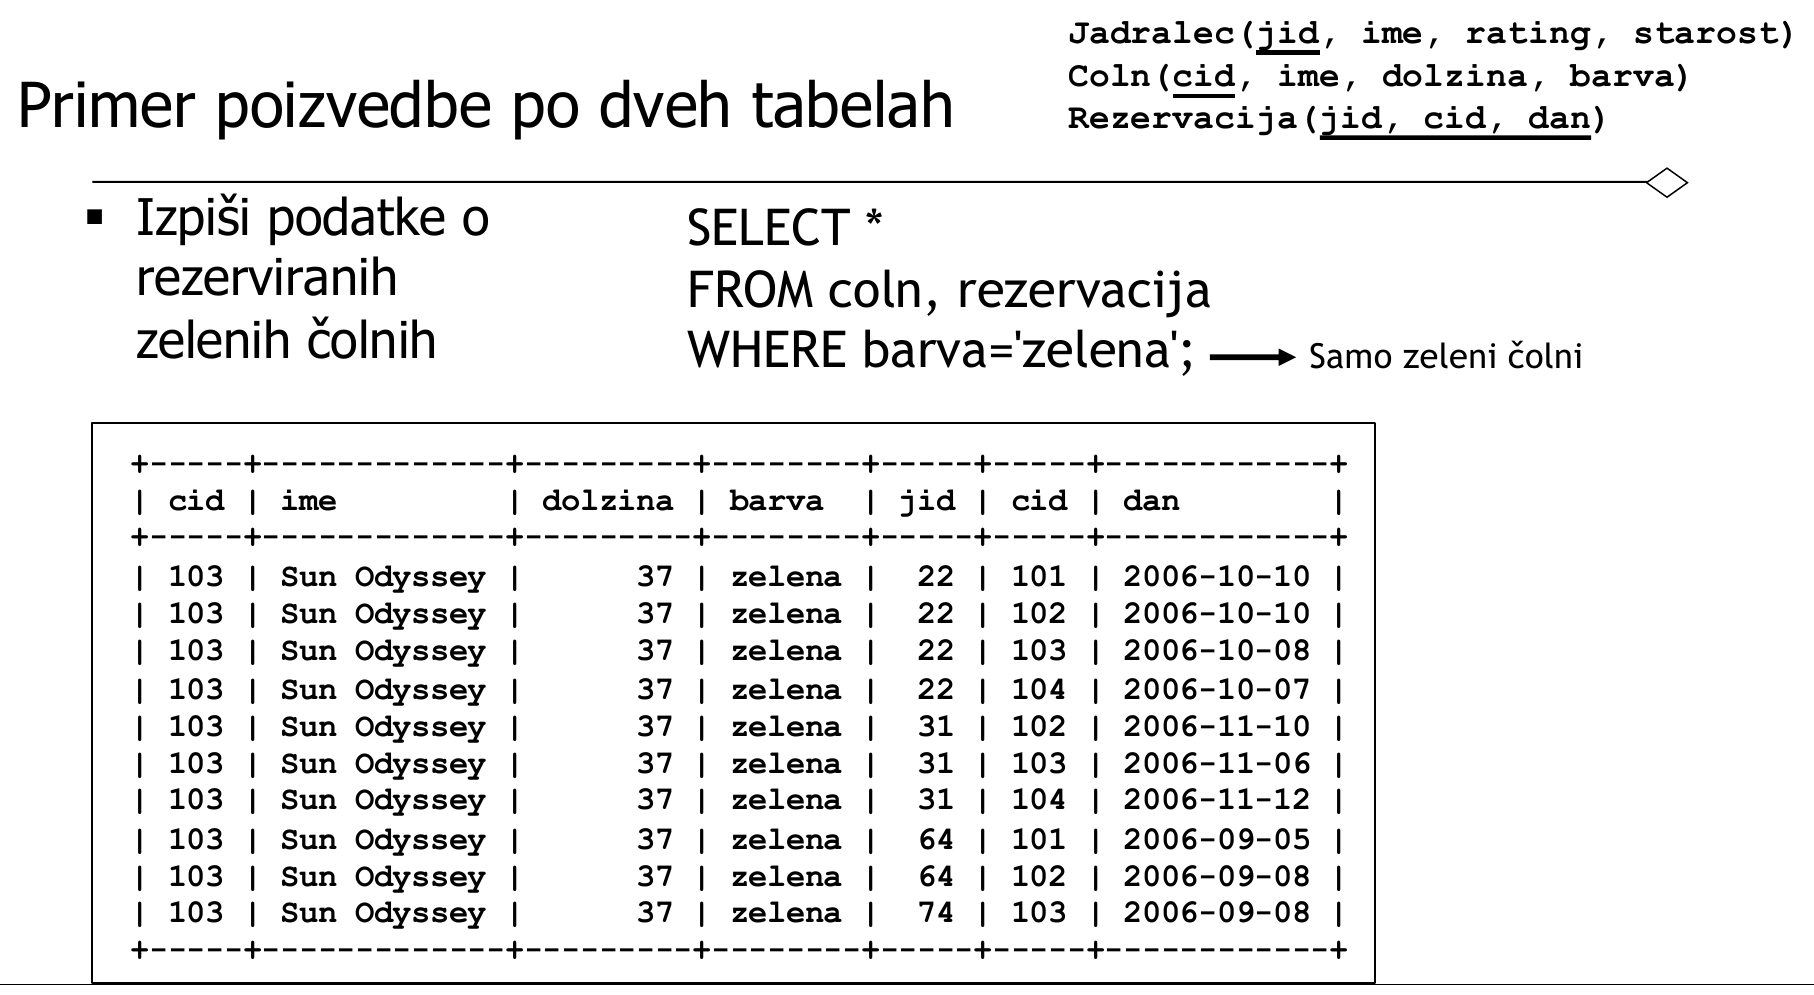 Jadralec(jid, ime, rating, starost)
Coln(cid, ime, dolzina, barva)
Rezervacija(jid, cid, dan)
Primer poizvedbe po dveh tabelah
▪ Izpiši podatke o
rezerviranih
zelenih čolnih
SELECT *
FROM coln, rezervacija
WHERE barva='zelena';
Samo zeleni čolni
+-----+-------------+---------+--------+-----+-----+------------+
| cid | ime         | dolzina | barva  | jid | cid | dan        |
+-----+-------------+---------+--------+-----+-----+------------+
| 103 | Sun Odyssey |      37 | zelena |  22 | 101 | 2006-10-10 |
| 103 | Sun Odyssey |      37 | zelena |  22 | 102 | 2006-10-10 |
| 103 | Sun Odyssey |      37 | zelena |  22 | 103 | 2006-10-08 |
| 103 | Sun Odyssey |      37 | zelena |  22 | 104 | 2006-10-07 |
| 103 | Sun Odyssey |      37 | zelena |  31 | 102 | 2006-11-10 |
| 103 | Sun Odyssey |      37 | zelena |  31 | 103 | 2006-11-06 |
| 103 | Sun Odyssey |      37 | zelena |  31 | 104 | 2006-11-12 |
| 103 | Sun Odyssey |      37 | zelena |  64 | 101 | 2006-09-05 |
| 103 | Sun Odyssey |      37 | zelena |  64 | 102 | 2006-09-08 |
| 103 | Sun Odyssey |      37 | zelena |  74 | 103 | 2006-09-08 |
+-----+-------------+---------+--------+-----+-----+------------+